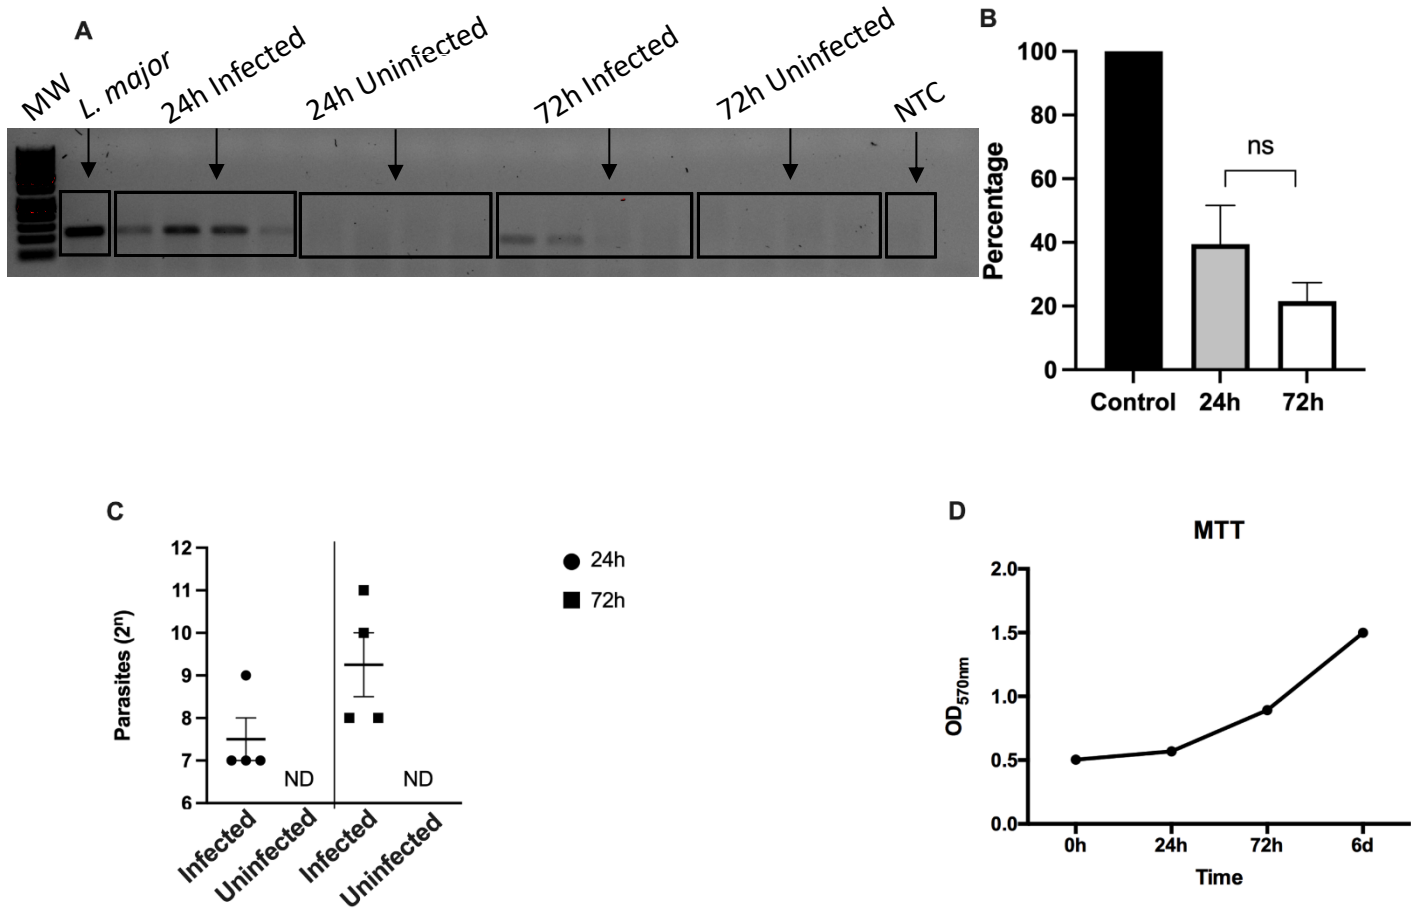 A
MW
L. major
24h Infected
24h Uninfected
72h Infected
72h Uninfected
NTC
B
100
80
60
40
20
0
Percentage
ns
Control 24h 72h
C
12
11
10
9
8
7
6
Parasites (2ⁿ)
ND
ND
Infected
Uninfected
Infected
Uninfected
24h
72h
D
MTT
2.0
1.5
1.0
0.5
0.0
OD570nm
0h 24h 72h 6d
Time